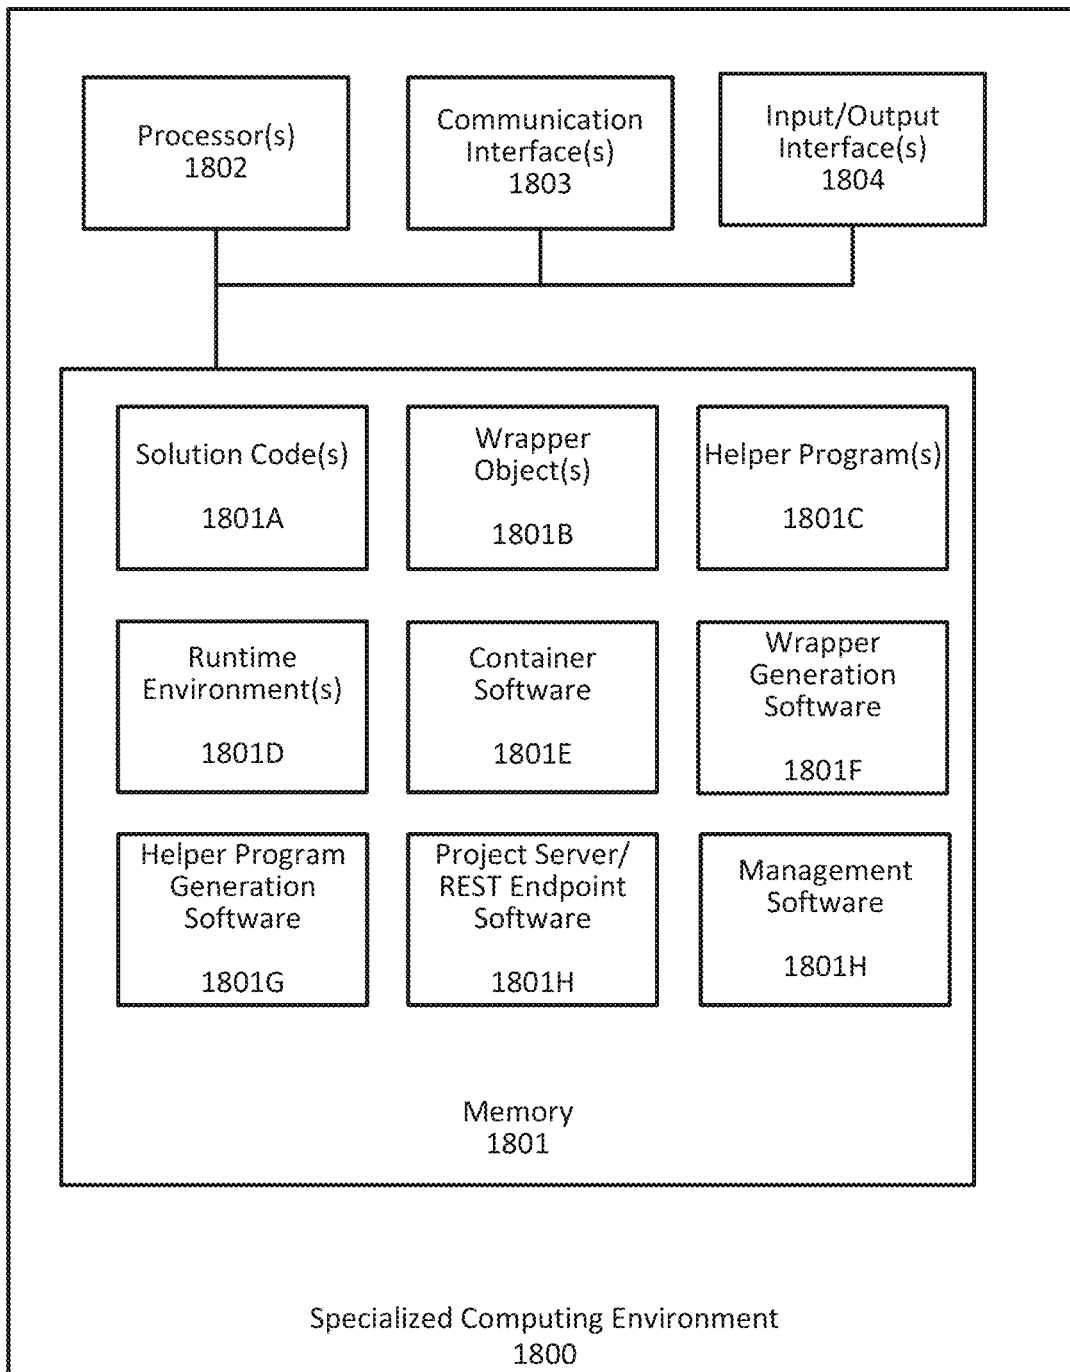 Processor(s)
1802
Communication
Interface(s)
1803
Input/Output
Interface(s)
1804
Solution Code(s)
1801A
Wrapper
Object(s)
1801B
Helper Program(s)
1801C
Runtime
Environment(s)
1801D
Container
Software
1801E
Wrapper
Generation
Software
1801F
Helper Program
Generation
Software
1801G
Project Server/
REST Endpoint
Software
1801H
Management
Software
1801H
Memory
1801
Specialized Computing Environment
1800